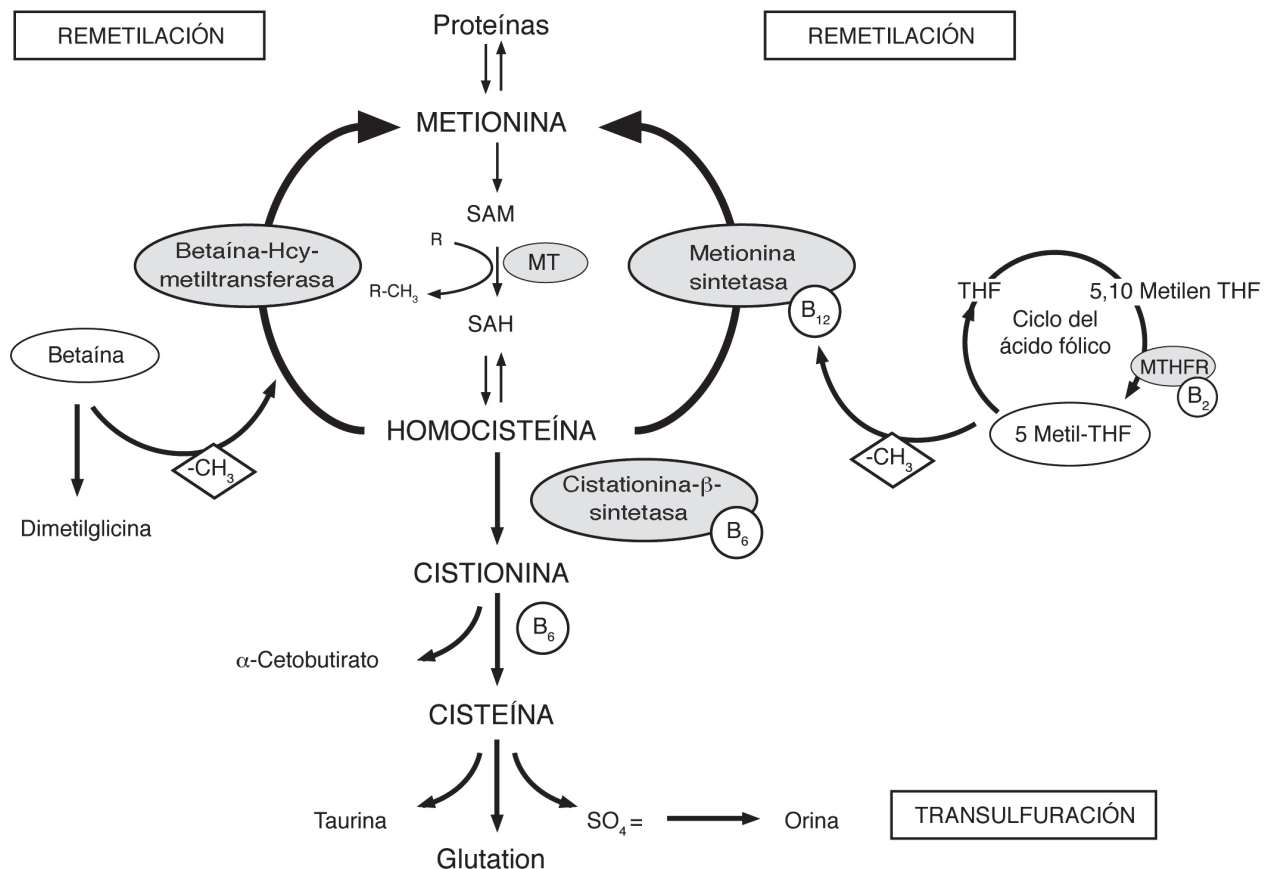 REMETILACIÓN
Proteínas
REMETILACIÓN
METIONINA
SAM
R
MT
R-CH3
SAH
Betaína-Hcy-
metiltransferasa
Metionina
sintetasa
B12
THF
5,10 Metilen THF
Ciclo del
ácido fólico
MTHFR
B2
5 Metil-THF
Betaína
-CH3
-CH3
Dimetilglicina
HOMOCISTEÍNA
Cistationina-β-
sintetasa
B6
CISTIONINA
B6
α-Cetobutirato
CISTEÍNA
Taurina
SO4=
Orina
Glutation
TRANSULFURACIÓN